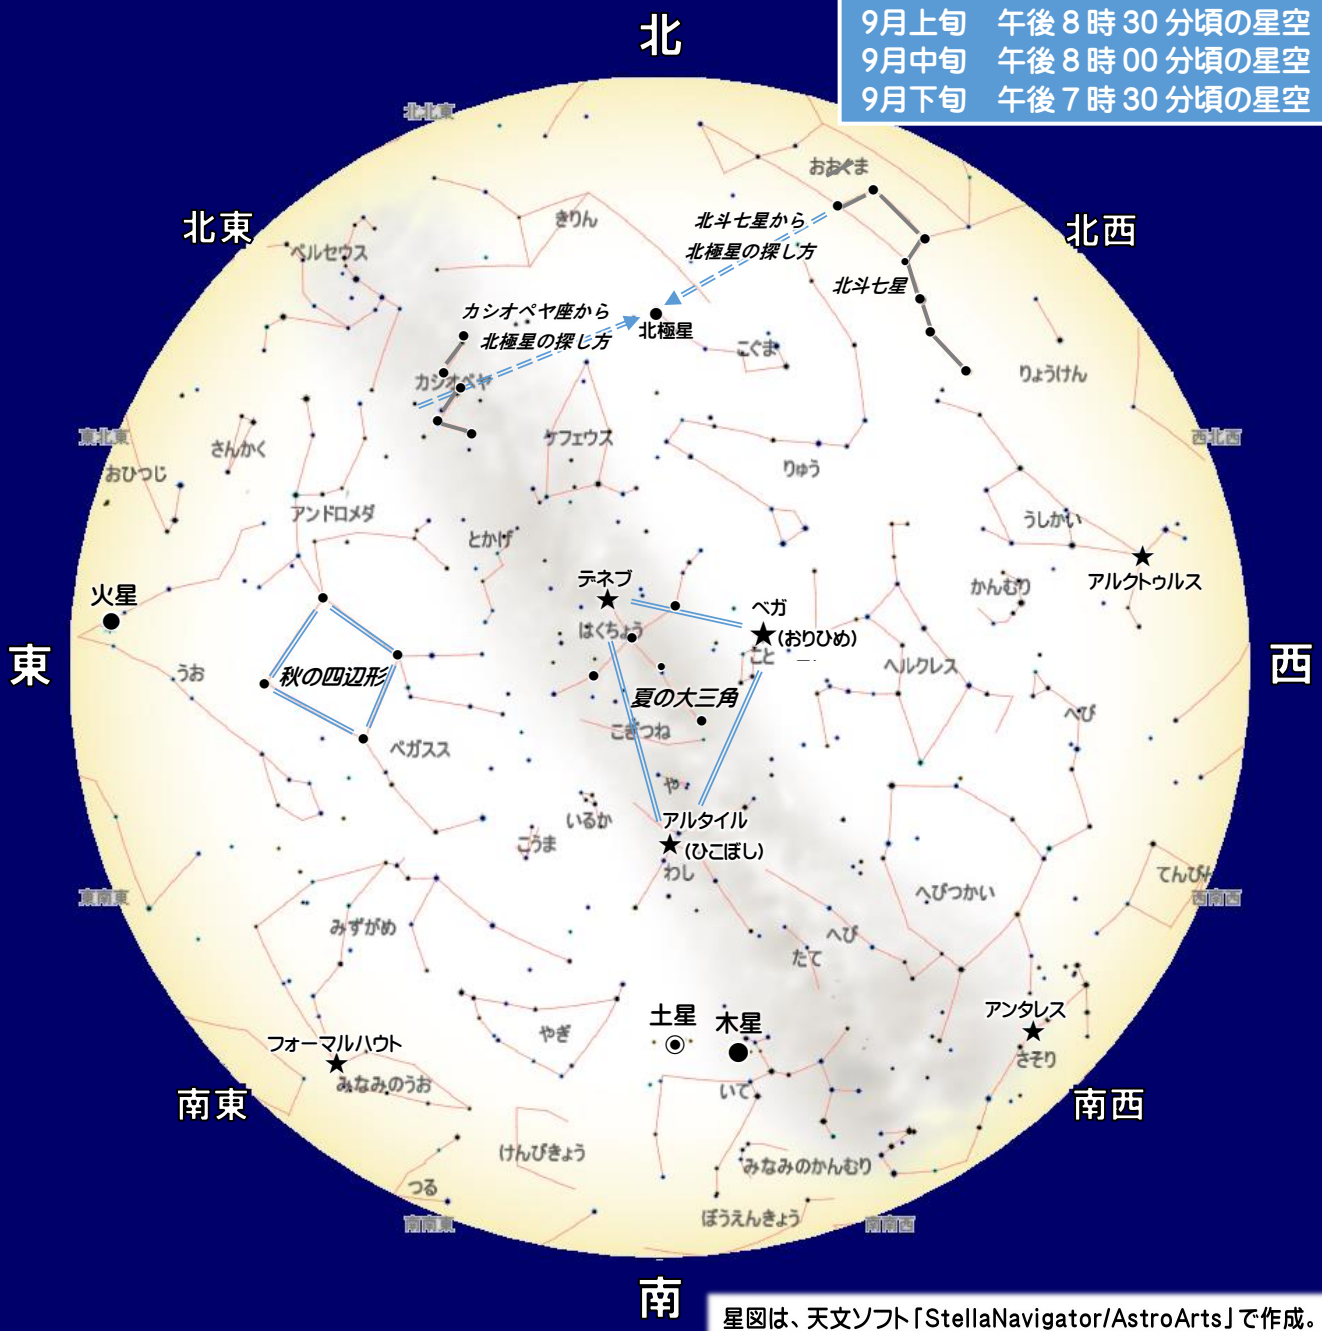 北
9月上旬 午後8時30分頃の星空
9月中旬 午後8時00分頃の星空
9月下旬 午後7時30分頃の星空
北北東
おおぐま
北東
きりん
北斗七星から
北極星の探し方
北西
ペルセウス
北斗七星
カシオペヤ座から
北極星の探し方
北極星
こぐま
カシオペヤ
りょうけん
東北東
さんかく
ケフェウス
西北西
おひつじ
りゅう
アンドロメダ
とかげ
うしかい
火星
デネブ
ベガ
(おりひめ)
かんむり
アルクトゥルス
はくちょう
こと
東
うお
秋の四辺形
夏の大三角
ヘルクレス
西
へび
ペガスス
こぎつね
や
いるか
アルタイル
(ひこぼし)
こうま
わし
てんびん
東南東
みずがめ
へびつかい
西南西
へび
たて
土星
木星
アンタレス
やぎ
フォーマルハウト
さそり
みなみのうお
いて
南東
南西
けんびきょう
みなみのかんむり
つる
ぼうえんきょう
南南東
南南西
南
星図は、天文ソフト「StellaNavigator/AstroArts」で作成。